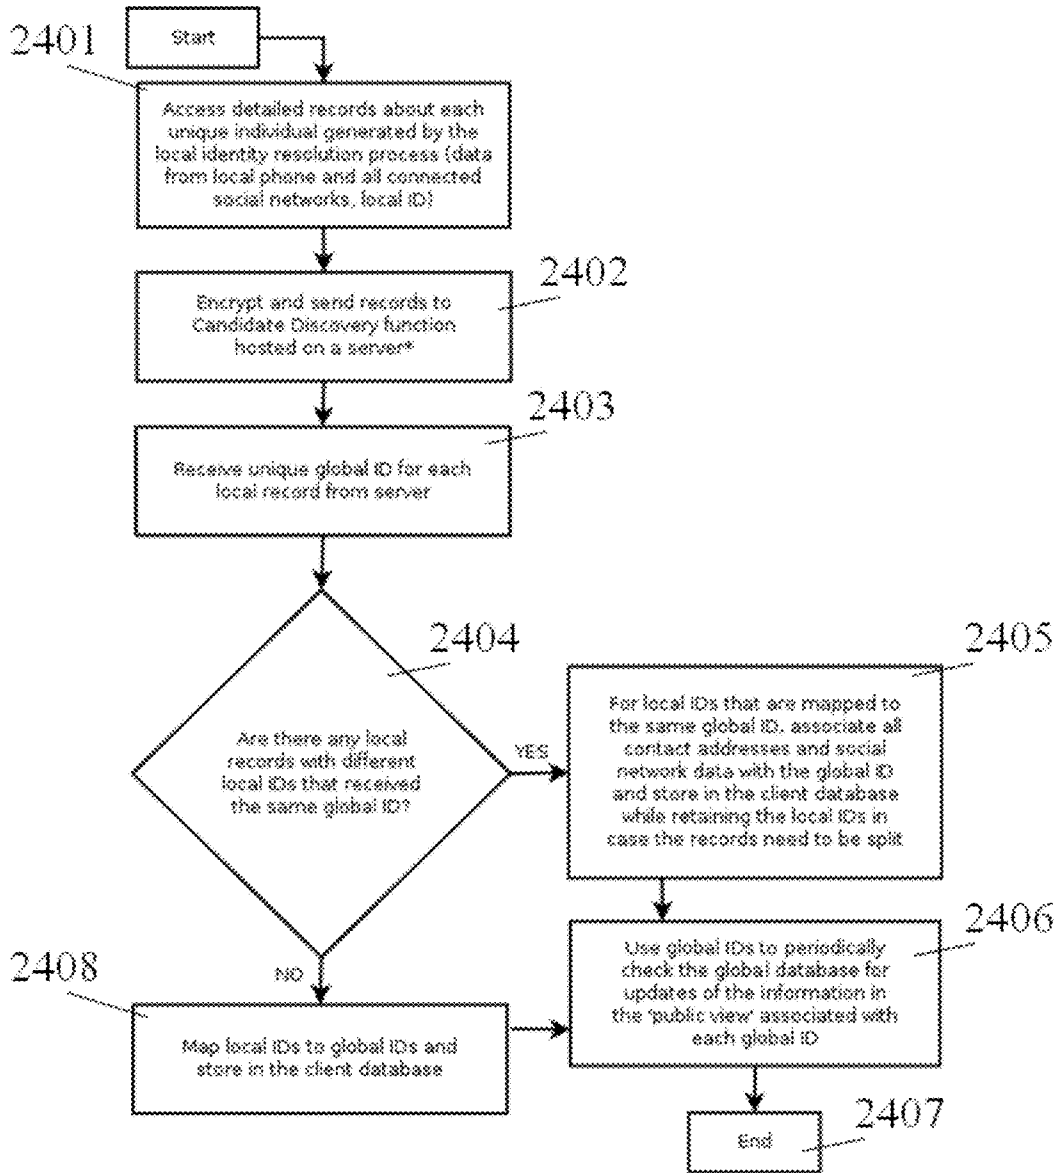 Start
2401
Access detailed records about each
unique individual generated by the
local identity resolution process (data
from local phone and all connected
social networks, local ID)
2402
Encrypt and send records to
Candidate Discovery function
hosted on a server*
2403
Receive unique global ID for each
local record from server
2404
Are there any local
records with different
local IDs that received
the same global ID?
YES
2405
For local IDs that are mapped to
the same global ID, associate all
contact addresses and social
network data with the global ID
and store in the client database
while retaining the local IDs in
case the records need to be split
NO
2406
Use global IDs to periodically
check the global database for
updates of the information in
the 'public view' associated with
each global ID
2408
Map local IDs to global IDs and
store in the client database
2407
End